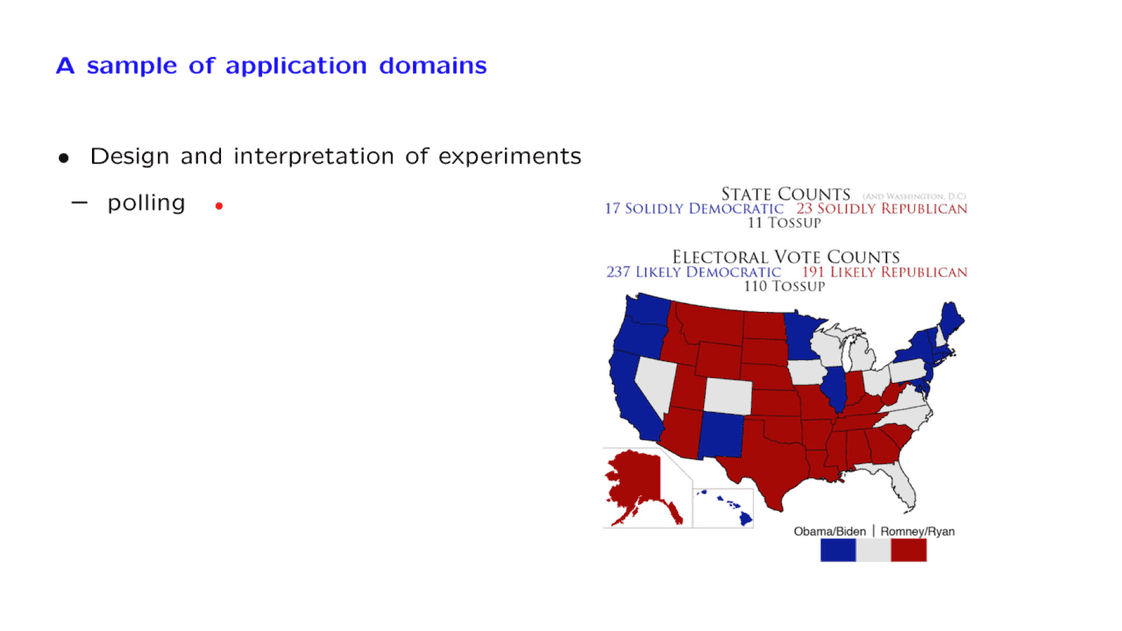 A sample of application domains
• Design and interpretation of experiments
– polling
STATE COUNTS (AND WASHINGTON, D.C)
17 SOLIDLY DEMOCRATIC 23 SOLIDLY REPUBLICAN
11 TOSSUP
ELECTORAL VOTE COUNTS
237 LIKELY DEMOCRATIC 191 LIKELY REPUBLICAN
110 TOSSUP
Obama/Biden | Romney/Ryan